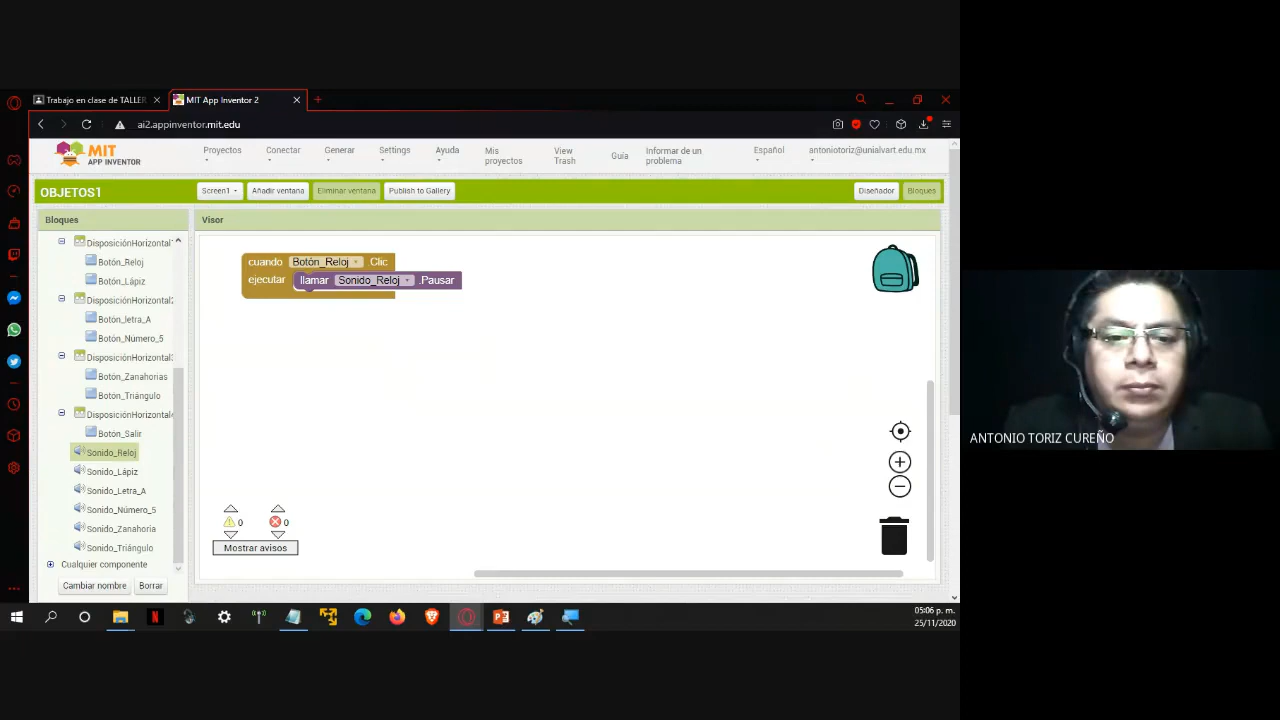 Trabajo en clase de TALLER
MIT App Inventor 2
ai2.appinventor.mit.edu
MIT
APP INVENTOR
Proyectos
Conectar
Generar
Settings
Ayuda
Mis
proyectos
View
Trash
Guía
Informar de un
problema
Español
antoniotoriz@unialvart.edu.mx
OBJETOS1
Screen1
Añadir ventana
Eliminar ventana
Publish to Gallery
Diseñador
Bloques
Bloques
Visor
DisposiciónHorizontal
Botón_Reloj
Botón_Lápiz
DisposiciónHorizontal2
Botón_letra_A
Botón_Número_5
DisposiciónHorizontal3
Botón_Zanahorias
Botón_Triángulo
DisposiciónHorizontal4
Botón_Salir
Sonido_Reloj
Sonido_Lápiz
Sonido_Letra_A
Sonido_Número_5
Sonido_Zanahoria
Sonido_Triángulo
Cualquier componente
Cambiar nombre
Borrar
cuando Botón_Reloj .Clic
ejecutar llamar Sonido_Reloj .Pausar
0
0
Mostrar avisos
05:06 p. m.
25/11/2020
ANTONIO TORIZ CUREÑO